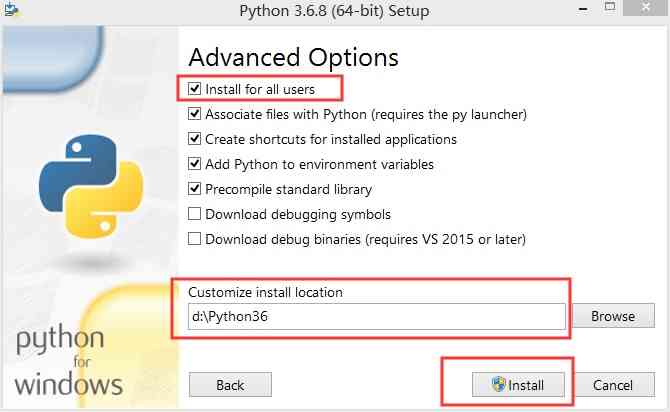 Python 3.6.8 (64-bit) Setup
Advanced Options
Install for all users
Associate files with Python (requires the py launcher)
Create shortcuts for installed applications
Add Python to environment variables
Precompile standard library
Download debugging symbols
Download debug binaries (requires VS 2015 or later)
Customize install location
d:\Python36
Browse
python
for
windows
Back
Install
Cancel